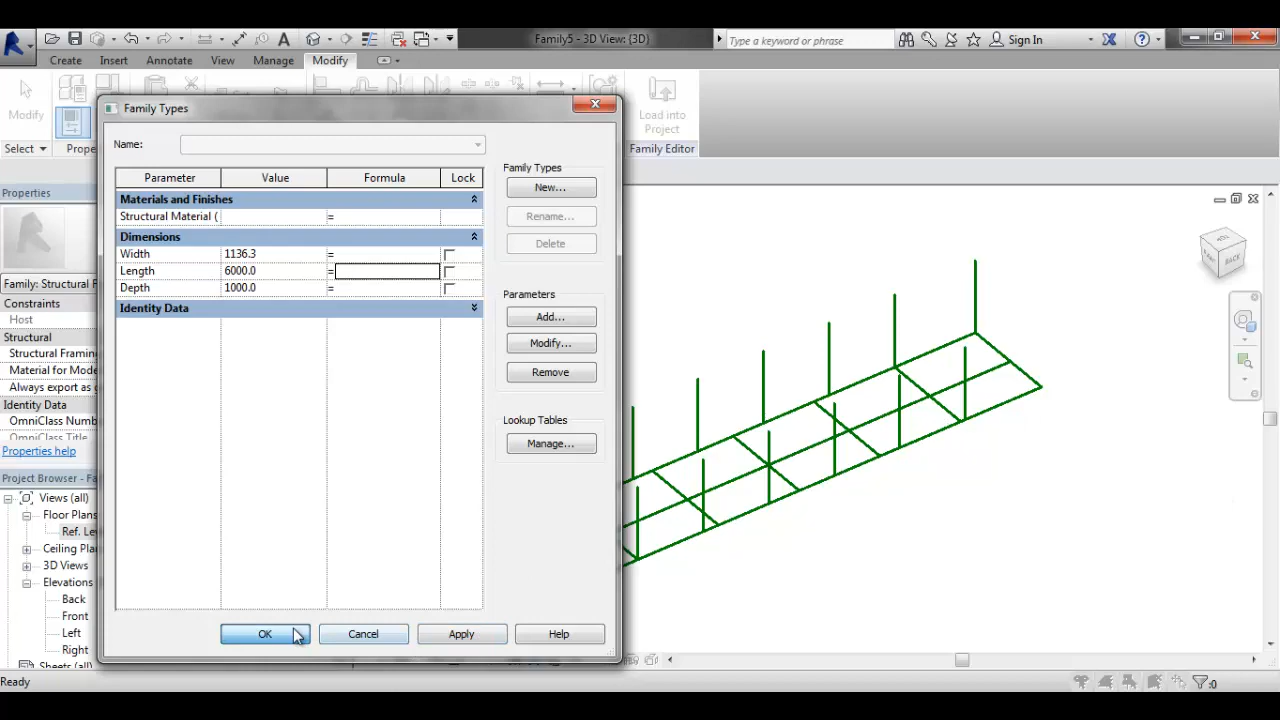 Family5 - 3D View: {3D}
Type a keyword or phrase
Sign In
Create
Insert
Annotate
View
Manage
Modify
Modify
Load into
Project
Select
Prope
Family Editor
Family Types
Name:
Parameter
Value
Formula
Lock
Materials and Finishes
Structural Material (
=
Dimensions
Width
1136.3
=
Length
6000.0
=
Depth
1000.0
=
Identity Data
Family Types
New...
Rename...
Delete
Parameters
Add...
Modify...
Remove
Lookup Tables
Manage...
OK
Cancel
Apply
Help
Properties
Family: Structural F
Constraints
Host
Structural
Structural Framin
Material for Mode
Always export as g
Identity Data
OmniClass Numb
OmniClass Title
Properties help
Project Browser - Fa
Views (all)
Floor Plans
Ref. Le
Ceiling Pla
3D Views
Elevations
Back
Front
Left
Right
Sheets (all)
BACK
Ready
:0